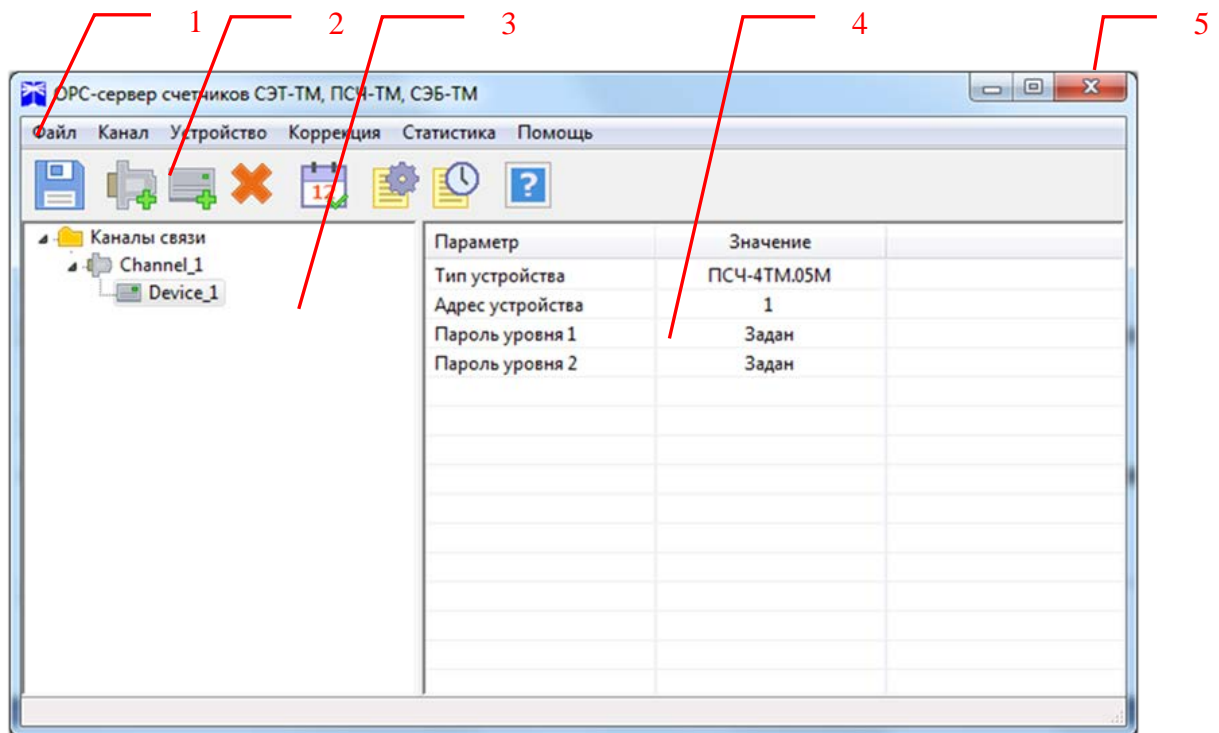 1 2 3 4 5
OPC-сервер счетчиков СЭТ-ТМ, ПСЧ-ТМ, СЭБ-ТМ
Файл Канал Устройство Коррекция Статистика Помощь
12
?
Каналы связи
Channel_1
Device_1
Параметр Значение
Тип устройства ПСЧ-4ТМ.05М
Адрес устройства 1
Пароль уровня 1 Задан
Пароль уровня 2 Задан